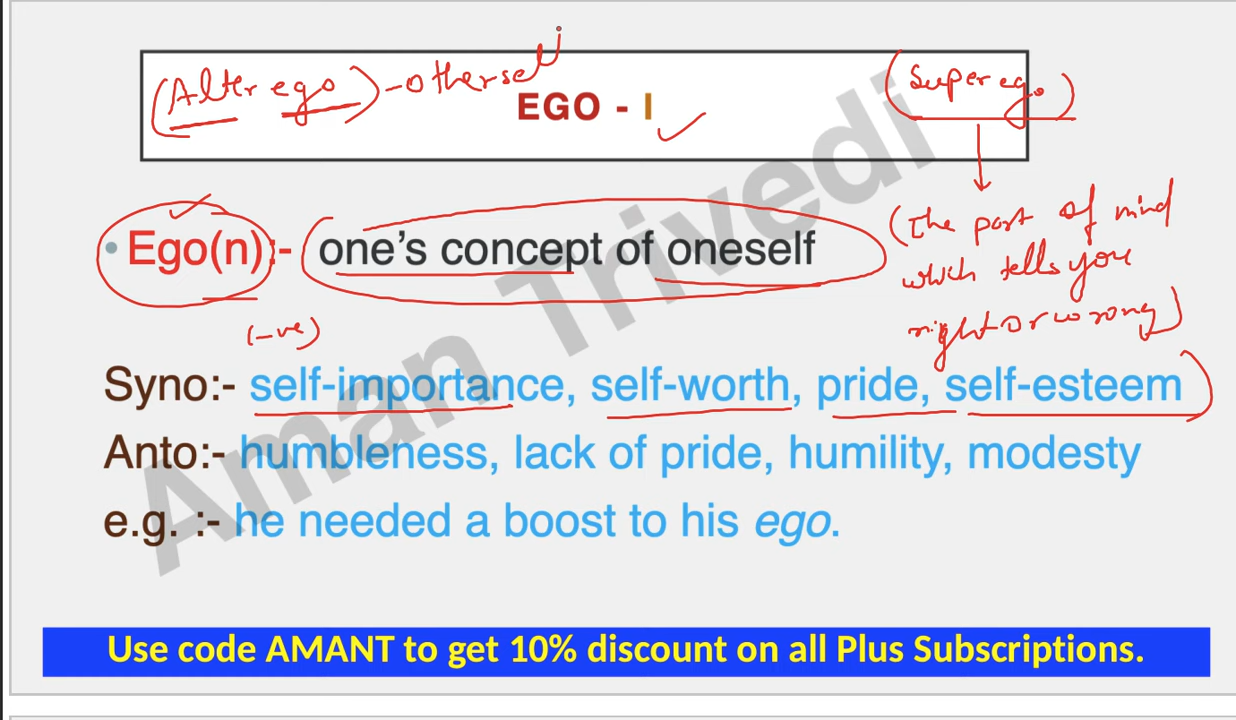 (Alter ego) - otherself
EGO - I
(Super ego)
(The part of mind
which tells you
right or wrong)
• Ego(n):- one's concept of oneself
(-ve)
Syno:- self-importance, self-worth, pride, self-esteem)
Anto:- humbleness, lack of pride, humility, modesty
e.g. :- he needed a boost to his ego.
Aman Trivedi
Use code AMANT to get 10% discount on all Plus Subscriptions.